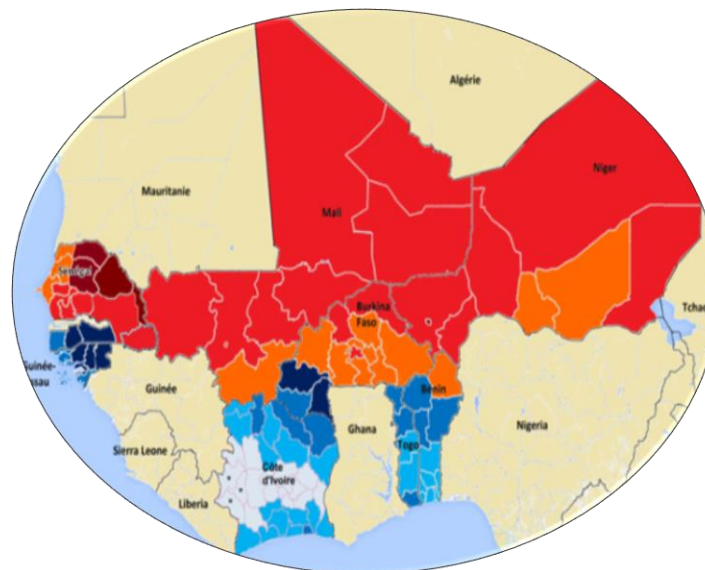 Algérie
Mauritanie
Niger
Mali
Sénégal
Tchad
Burkina
Faso
Guinée-
ssau
Guinée
Bénin
Ghana
Nigeria
Sierra Leone
Togo
Côte
d'Ivoire
Liberia